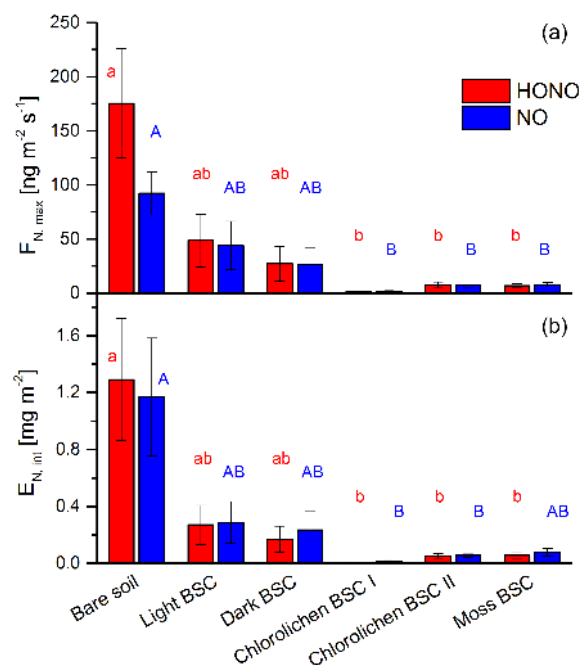 (a)
HONO
NO
F_N, max [ng m^-2 s^-1]
250
200
150
100
50
0
a
A
ab
AB
ab
AB
b
B
b
B
b
B
(b)
E_N, int [mg m^-2]
1.6
1.2
0.8
0.4
0.0
a
A
ab
AB
ab
AB
b
B
b
B
b
AB
Bare soil
Light BSC
Dark BSC
Chlorolichen BSC I
Chlorolichen BSC II
Moss BSC